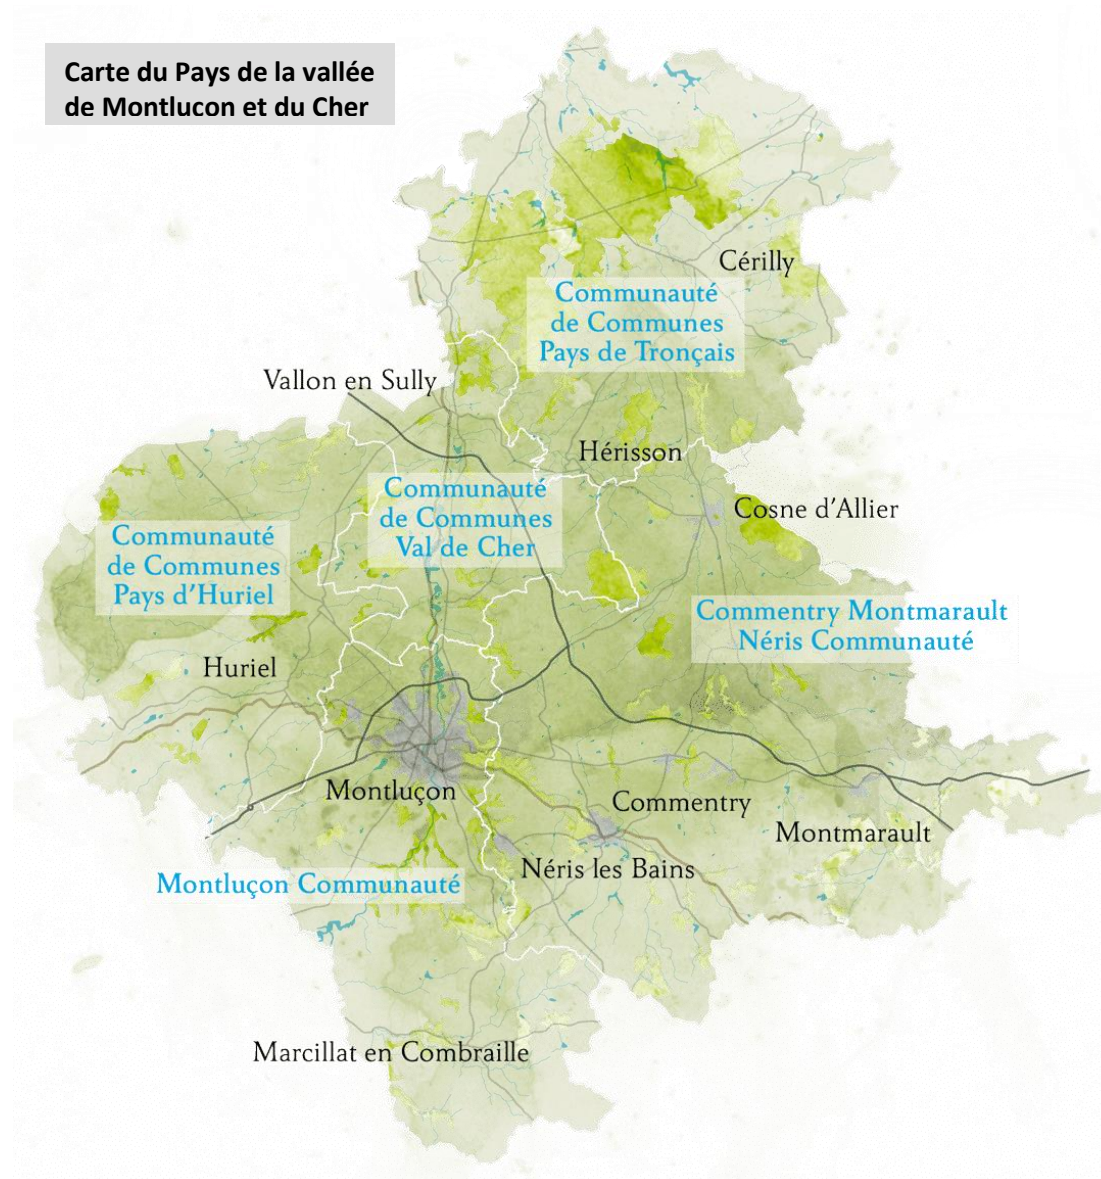 Carte du Pays de la vallée
de Montluçon et du Cher
Cérilly
Communauté
de Communes
Pays de Tronçais
Vallon en Sully
Hérisson
Communauté
de Communes
Val de Cher
Cosne d'Allier
Communauté
de Communes
Pays d'Huriel
Commentry Montmarault
Néris Communauté
Huriel
Montluçon
Commentry
Montmarault
Néris les Bains
Montluçon Communauté
Marcillat en Combraille